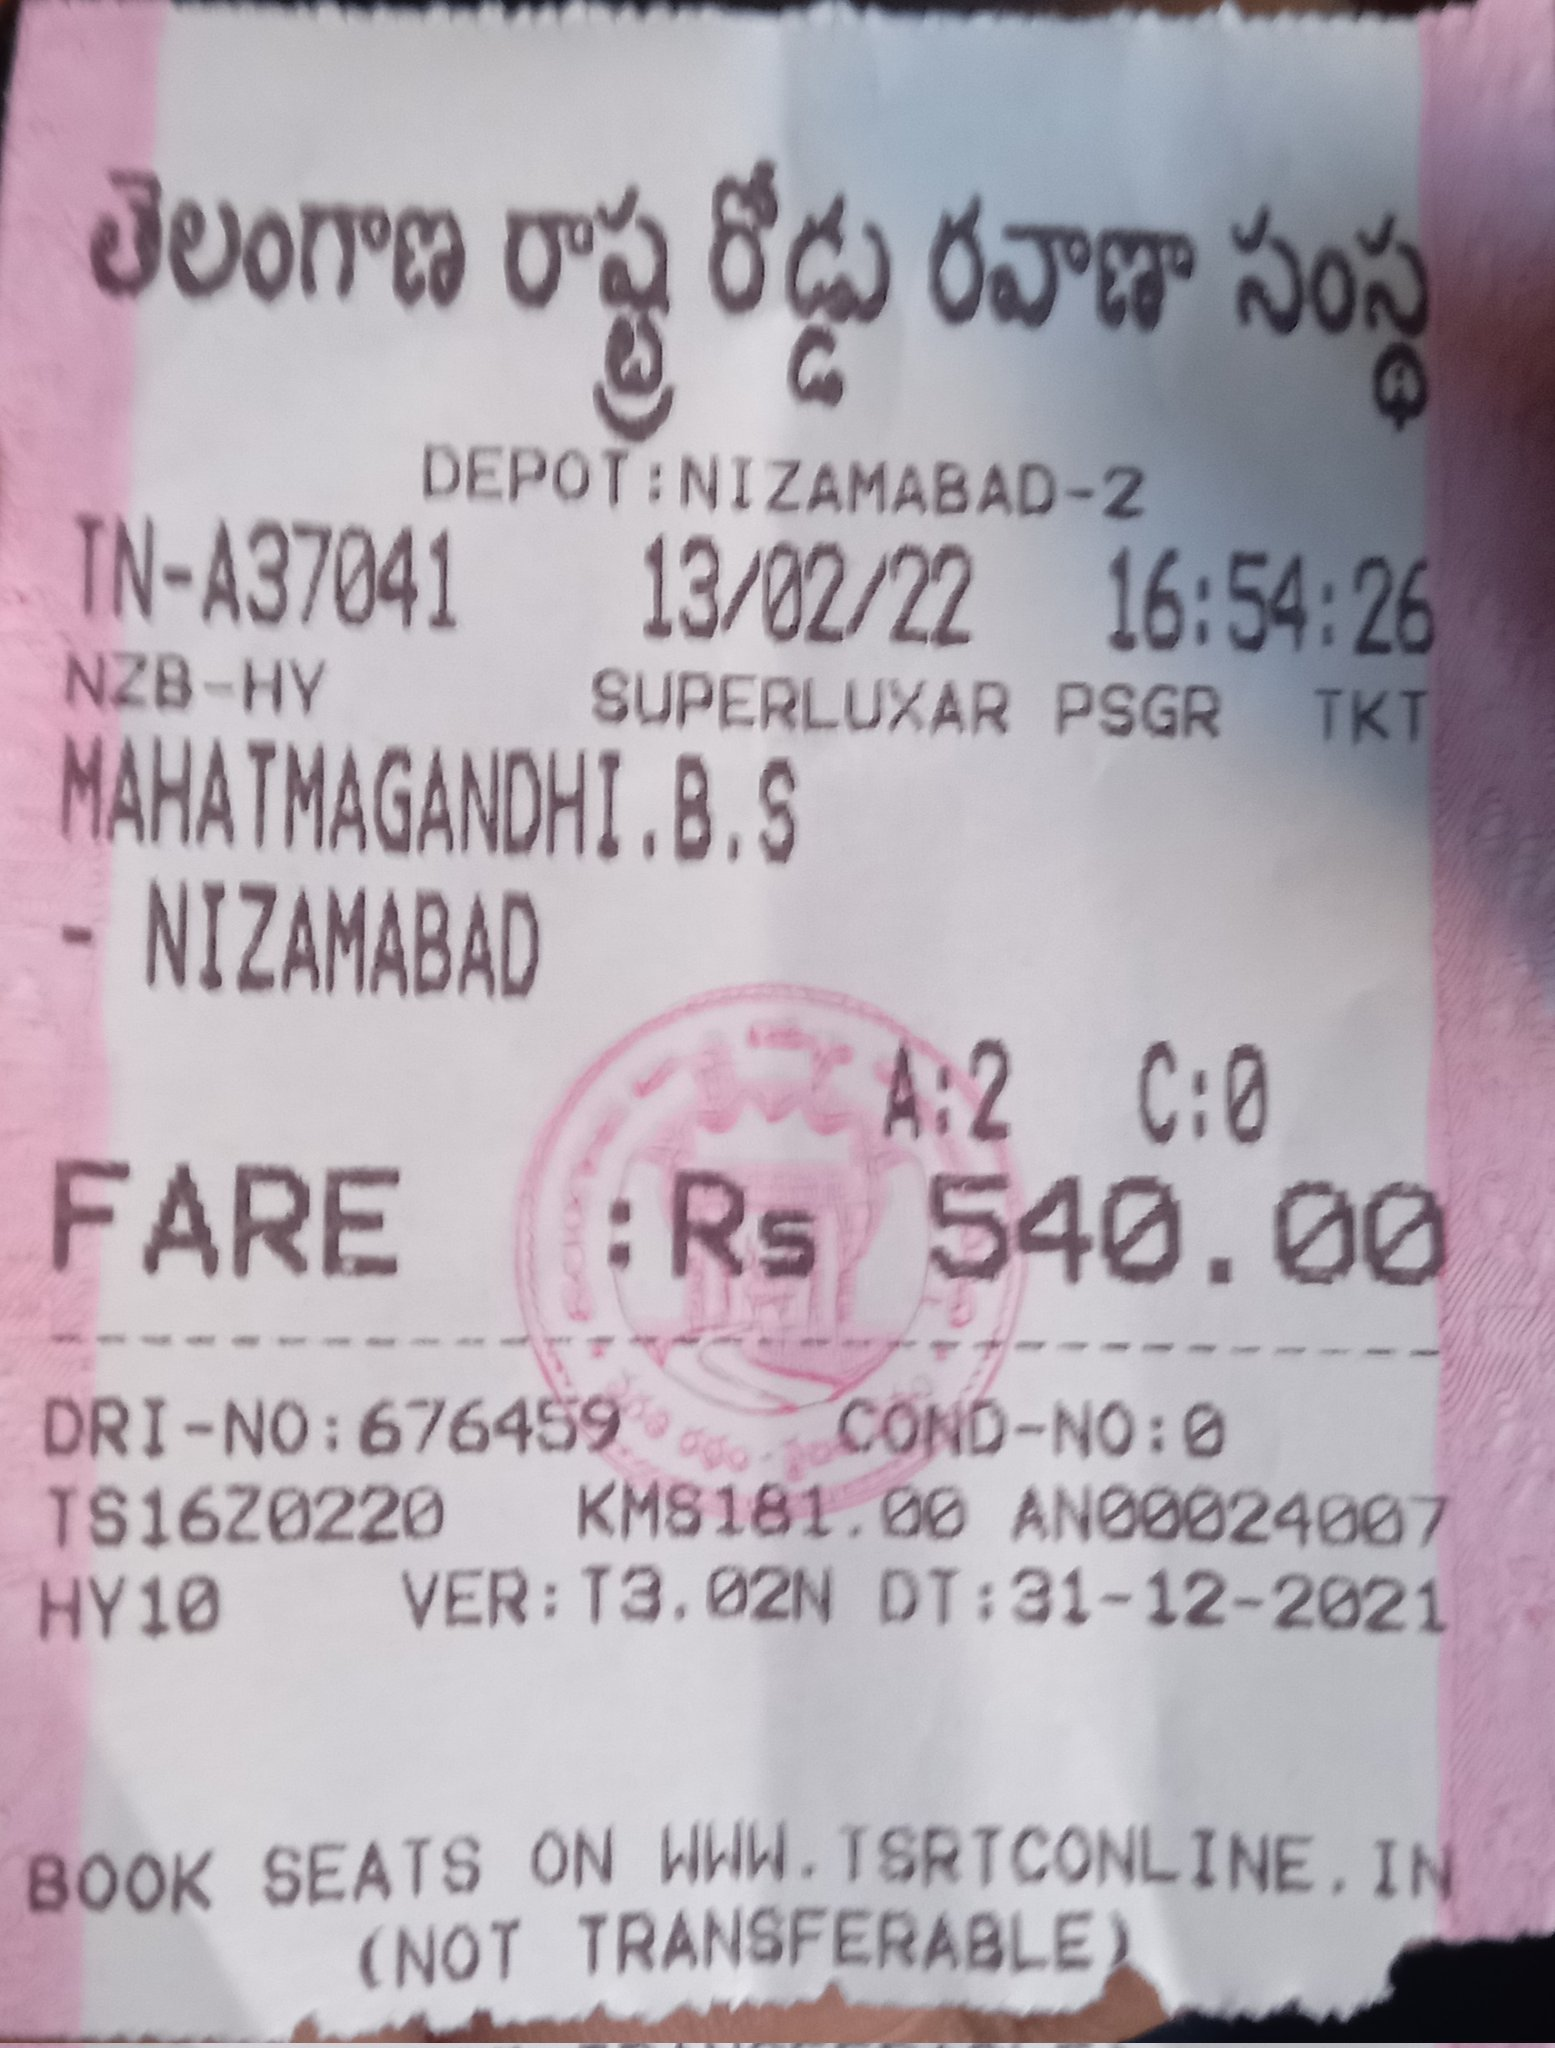 తెలంగాణ రాష్ట్ర రోడ్డు రవాణా సంస్థ
DEPOT:NIZAMABAD-2
TN-A37041 13/02/22 16:54:26
NZB-HY SUPERLUXAR PSGR TKT
MAHATMAGANDHI.B.S
- NIZAMABAD
A:2 C:0
FARE :Rs 540.00
DRI-NO:676459 COND-NO:0
TS16Z0220 KMS181.00 AN00024007
HY10 VER:T3.02N DT:31-12-2021
BOOK SEATS ON WWW.TSRTCONLINE.IN
(NOT TRANSFERABLE)